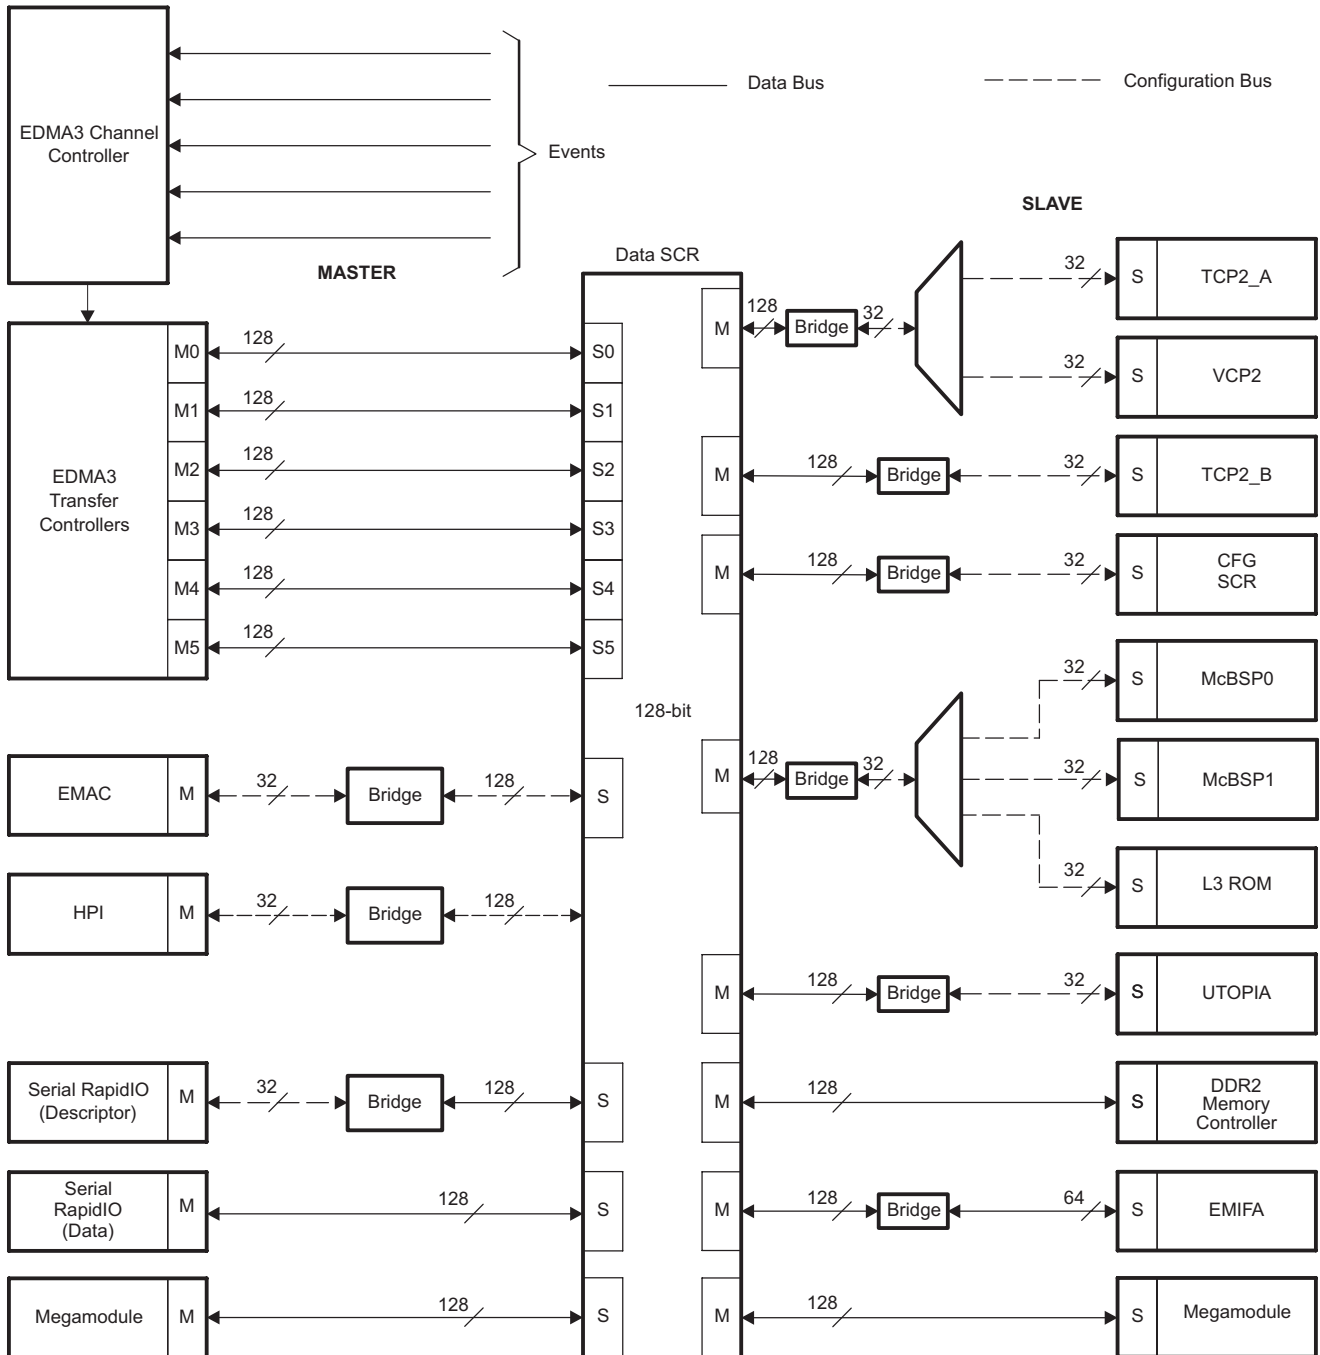 EDMA3 Channel
Controller
Events
Data Bus
Configuration Bus
MASTER
SLAVE
Data SCR
128-bit
EDMA3
Transfer
Controllers
M0
128
S0
M1
128
S1
M2
128
S2
M3
128
S3
M4
128
S4
M5
128
S5
EMAC
M
32
Bridge
128
S
HPI
M
32
Bridge
128
Serial RapidIO
(Descriptor)
M
32
Bridge
128
S
Serial
RapidIO
(Data)
M
128
S
Megamodule
M
128
S
M
128
Bridge
32
32
S
TCP2_A
32
S
VCP2
M
128
Bridge
32
S
TCP2_B
M
128
Bridge
32
S
CFG
SCR
M
128
Bridge
32
32
S
McBSP0
32
S
McBSP1
32
S
L3 ROM
M
128
Bridge
32
S
UTOPIA
M
128
S
DDR2
Memory
Controller
M
128
Bridge
64
S
EMIFA
M
128
S
Megamodule